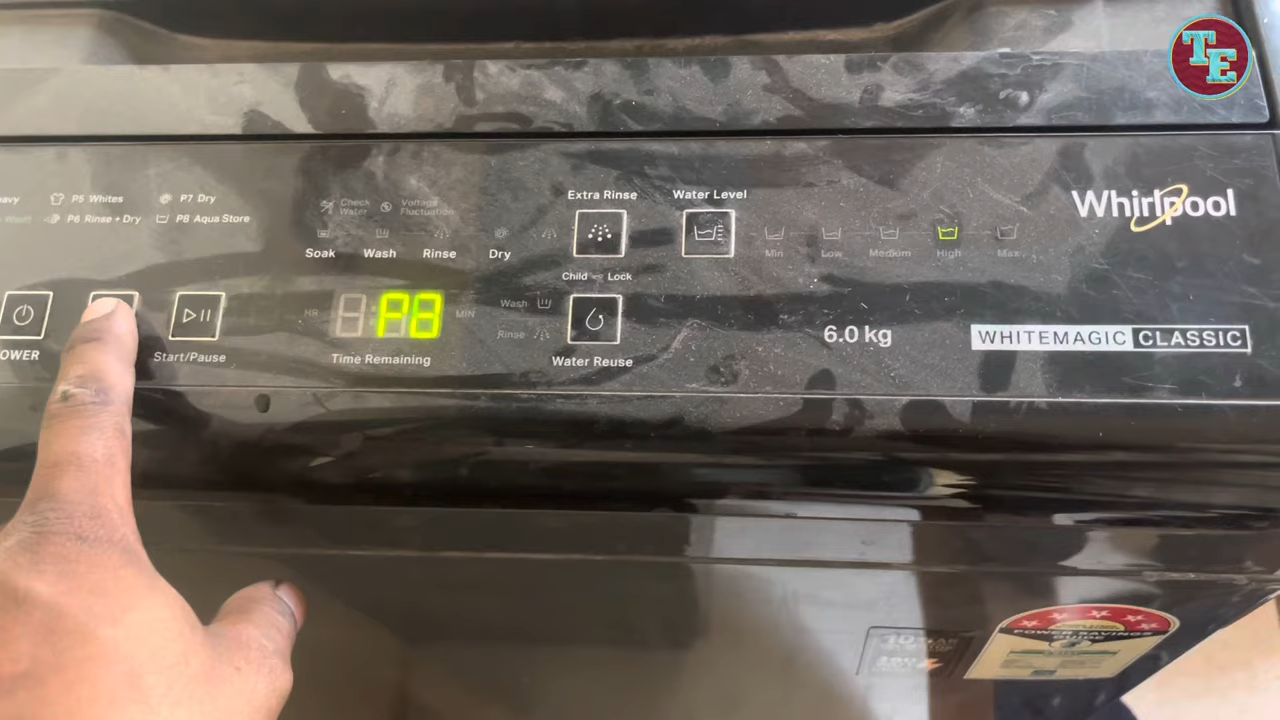 TE
P5 Whites
P7 Dry
P6 Rinse + Dry
P8 Aqua Store
Check Water
Voltage Fluctuation
Soak
Wash
Rinse
Dry
Extra Rinse
Water Level
Min
Low
Medium
High
Max
Whirlpool
Child Lock
HR
P8
MIN
Wash
Rinse
Start/Pause
Time Remaining
Water Reuse
6.0 kg
WHITEMAGIC CLASSIC
POWER SAVINGS
GUIDE